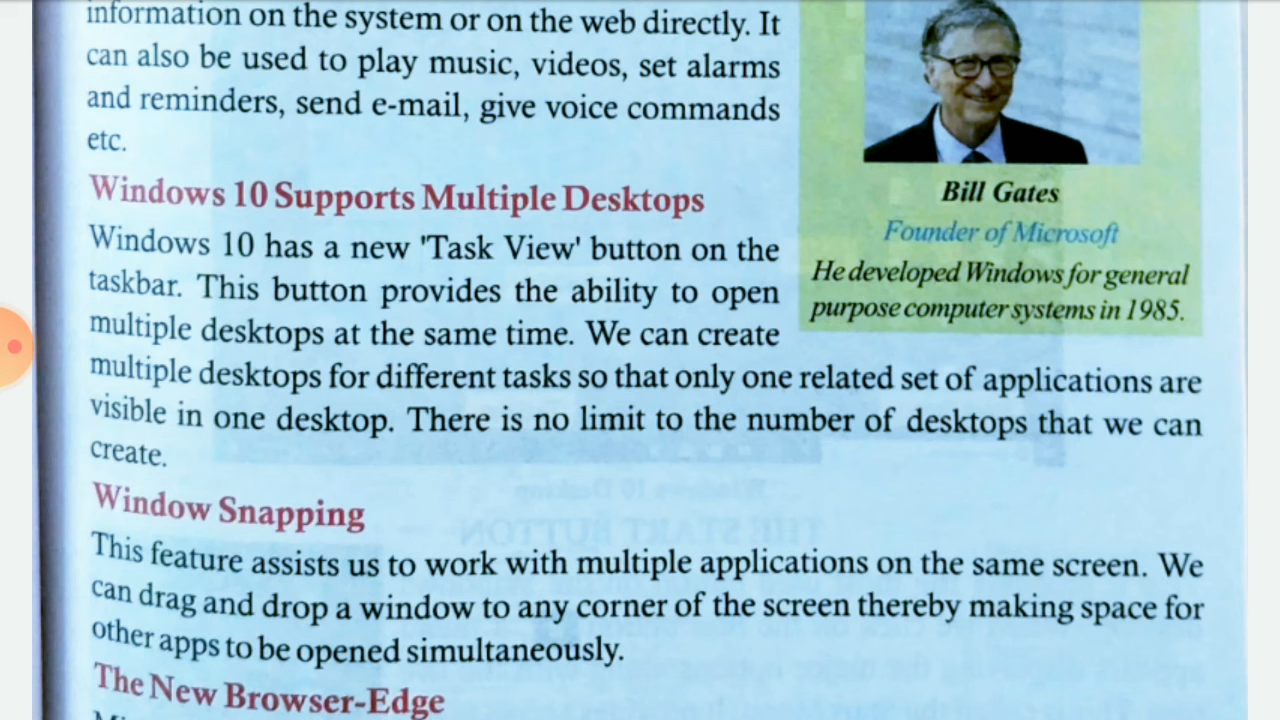 information on the system or on the web directly. It
can also be used to play music, videos, set alarms
and reminders, send e-mail, give voice commands
etc.
Bill Gates
Founder of Microsoft
He developed Windows for general
purpose computer systems in 1985.
Windows 10 Supports Multiple Desktops
Windows 10 has a new 'Task View' button on the
taskbar. This button provides the ability to open
multiple desktops at the same time. We can create
multiple desktops for different tasks so that only one related set of applications are
visible in one desktop. There is no limit to the number of desktops that we can
create.
Window Snapping
This feature assists us to work with multiple applications on the same screen. We
can drag and drop a window to any corner of the screen thereby making space for
other apps to be opened simultaneously.
The New Browser-Edge